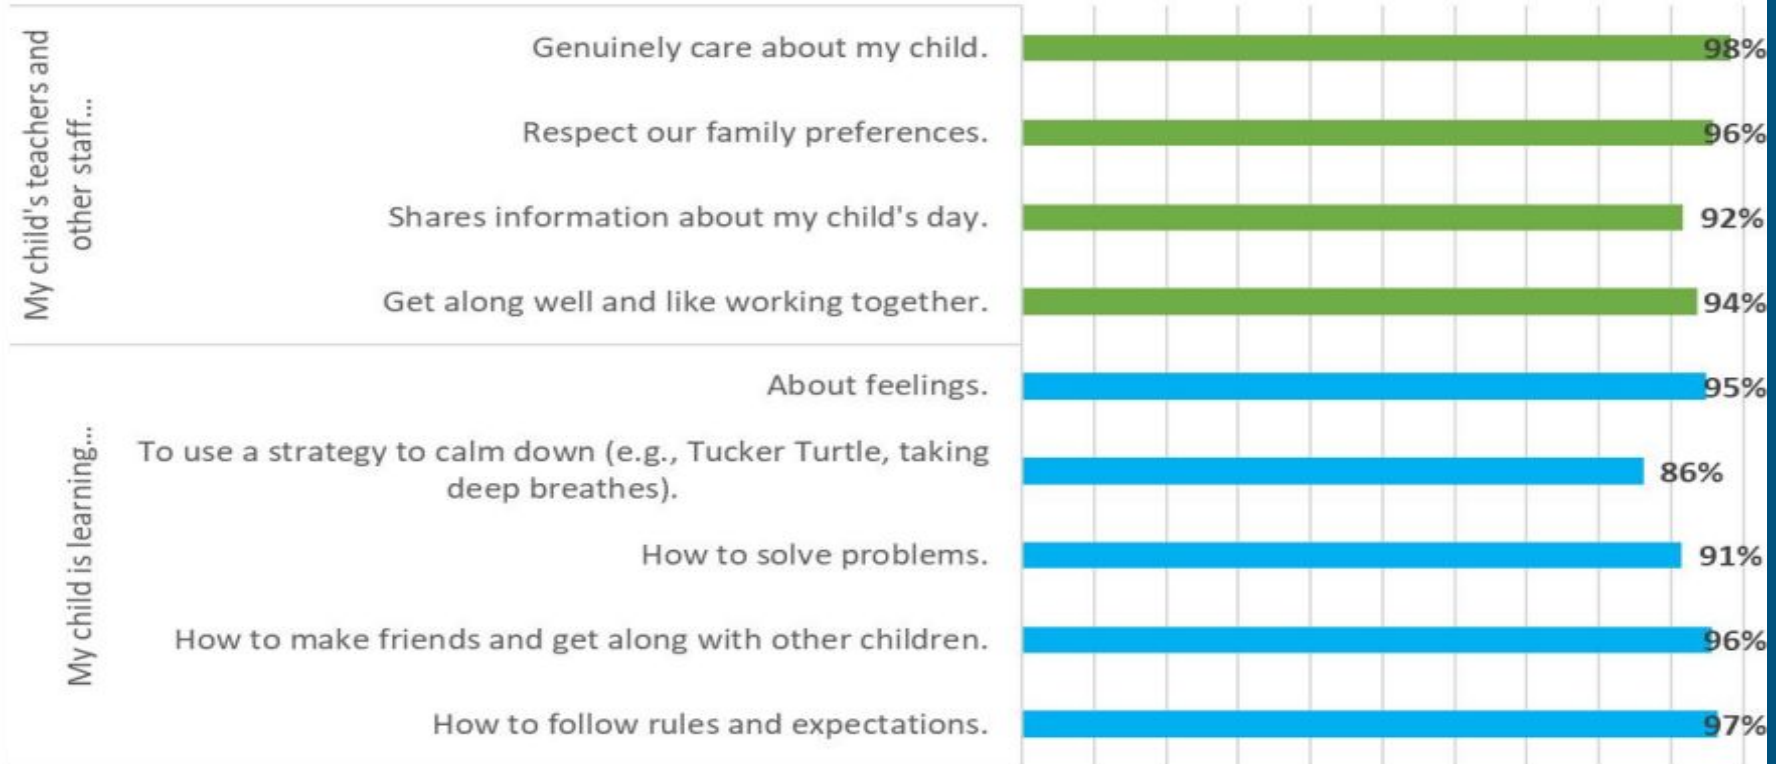 My child's teachers and
other staff...
Genuinely care about my child.
98%
Respect our family preferences.
96%
Shares information about my child's day.
92%
Get along well and like working together.
94%
My child is learning...
About feelings.
95%
To use a strategy to calm down (e.g., Tucker Turtle, taking
deep breathes).
86%
How to solve problems.
91%
How to make friends and get along with other children.
96%
How to follow rules and expectations.
97%